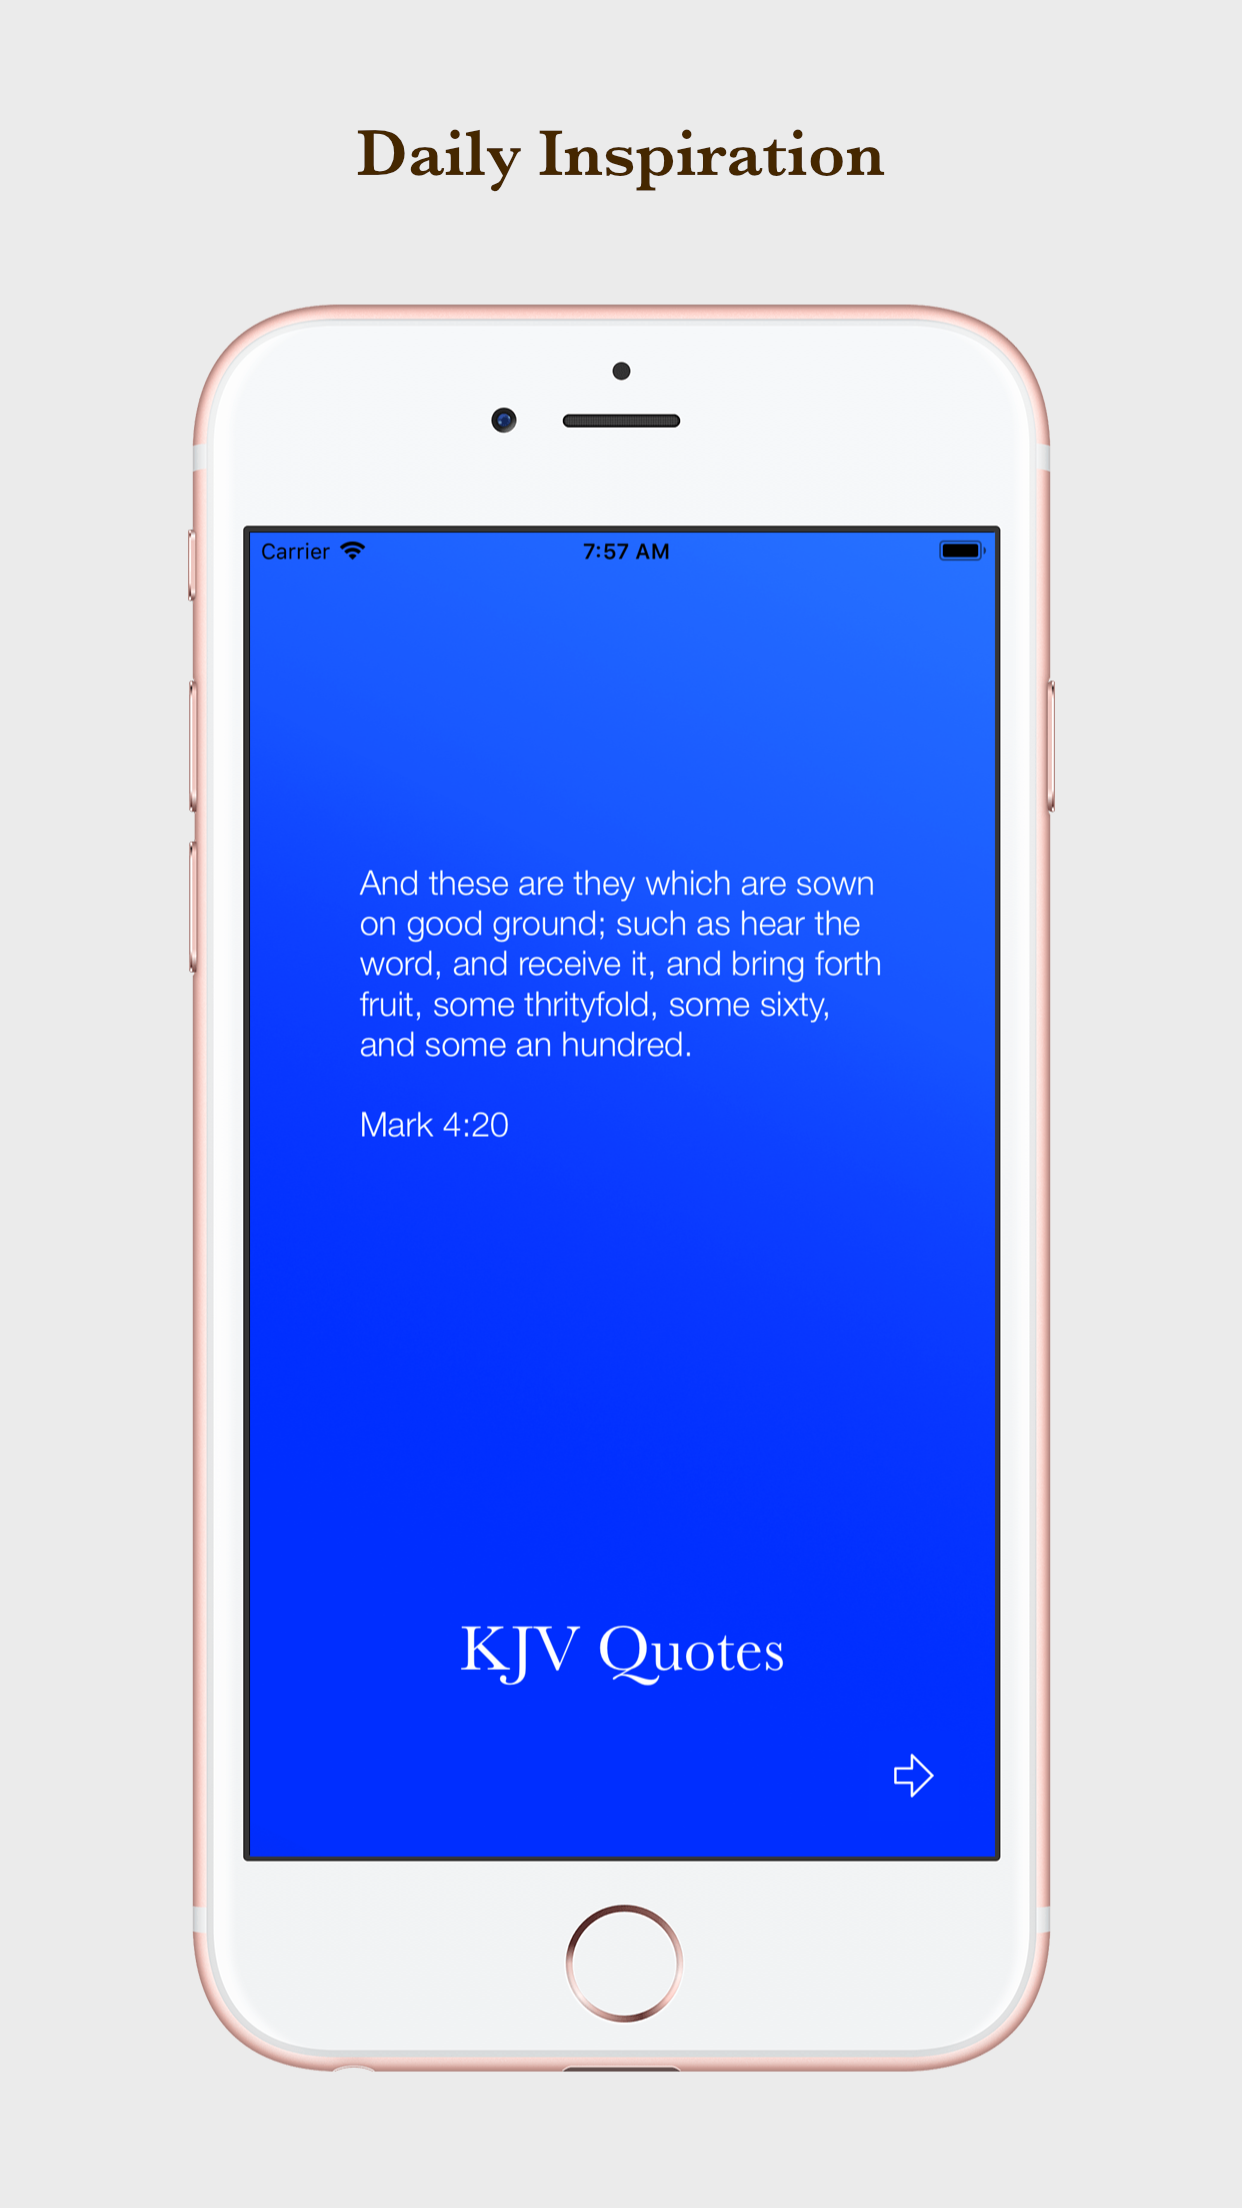 Daily Inspiration
Carrier 7:57 AM
And these are they which are sown
on good ground; such as hear the
word, and receive it, and bring forth
fruit, some thrityfold, some sixty,
and some an hundred.
Mark 4:20
KJV Quotes